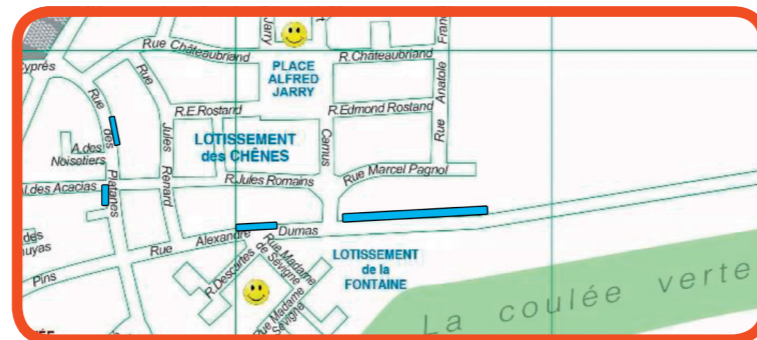 Jarry
Rue Châteaubriand
R.Châteaubriand
Cyprés
Rue
PLACE
ALFRED
JARRY
Rue des Platanes
R.E.Rostand
R.Edmond Rostand
Rue Anatole
Jules Renard
LOTISSEMENT
des CHÊNES
Camus
A.des
Noisetiers
Rue Marcel Pagnol
Al.des Acacias
R.Jules Romains
Rue Alexandre Dumas
des
Pins
R.Descartes
Rue Madame
de Sévigné
LOTISSEMENT
de la
FONTAINE
Rue Madame
Sévigné
La coulée verte